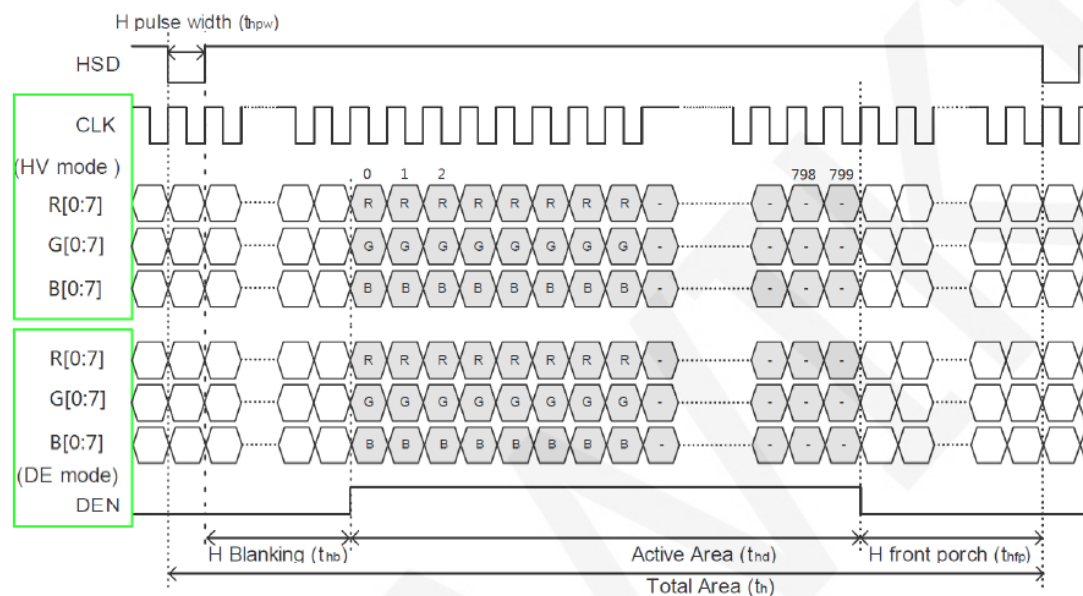 H pulse width (thpw)
HSD
CLK
(HV mode )
0 1 2 798 799
R[0:7] R R R R R R R R - - - -
G[0:7] G G G G G G G G - - - -
B[0:7] B B B B B B B B - - - -
R[0:7] R R R R R R R R - - - -
G[0:7] G G G G G G G G - - - -
B[0:7] B B B B B B B B - - - -
(DE mode)
DEN
H Blanking (thb) Active Area (thd) H front porch (thfp)
Total Area (th)